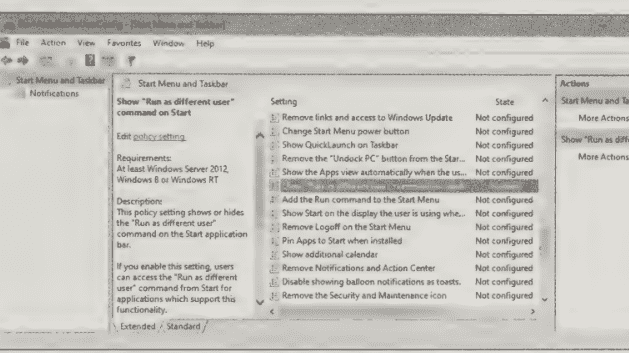 File Action View Favorites Window Help
Start Menu and Taskbar
Notifications
Start Menu and Taskbar
Show "Run as different user"
command on Start
Edit policy setting
Requirements:
At least Windows Server 2012,
Windows 8 or Windows RT
Description:
This policy setting shows or hides
the "Run as different user"
command on the Start application
bar.
If you enable this setting, users
can access the "Run as different
user" command from Start for
applications which support this
functionality.
Setting State
Remove links and access to Windows Update Not configured
Change Start Menu power button Not configured
Show QuickLaunch on Taskbar Not configured
Remove the "Undock PC" button from the Star... Not configured
Show the Apps view automatically when the us... Not configured
Add the Run command to the Start Menu Not configured
Show Start on the display the user is using whe... Not configured
Remove Logoff on the Start Menu Not configured
Pin Apps to Start when installed Not configured
Show additional calendar Not configured
Remove Notifications and Action Center Not configured
Disable showing balloon notifications as toasts. Not configured
Remove the Security and Maintenance icon Not configured
Extended Standard
Actions
Start Menu and Ta
More Actions
Show "Run as diff
More Actions